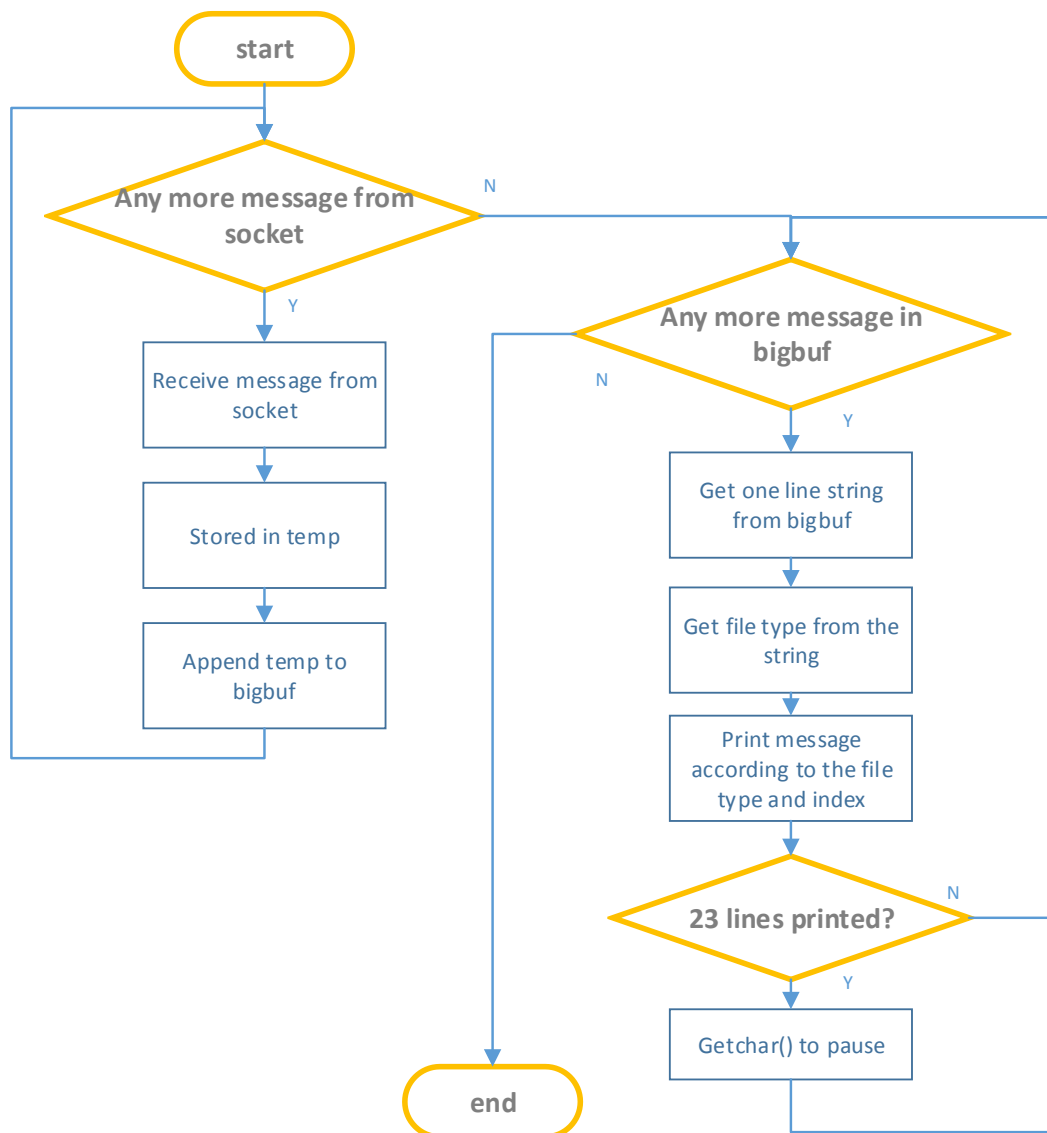 start
Any more message from
socket
N
Y
Receive message from
socket
Stored in temp
Append temp to
bigbuf
Any more message in
bigbuf
N
Y
Get one line string
from bigbuf
Get file type from the
string
Print message
according to the file
type and index
23 lines printed?
N
Y
Getchar() to pause
end